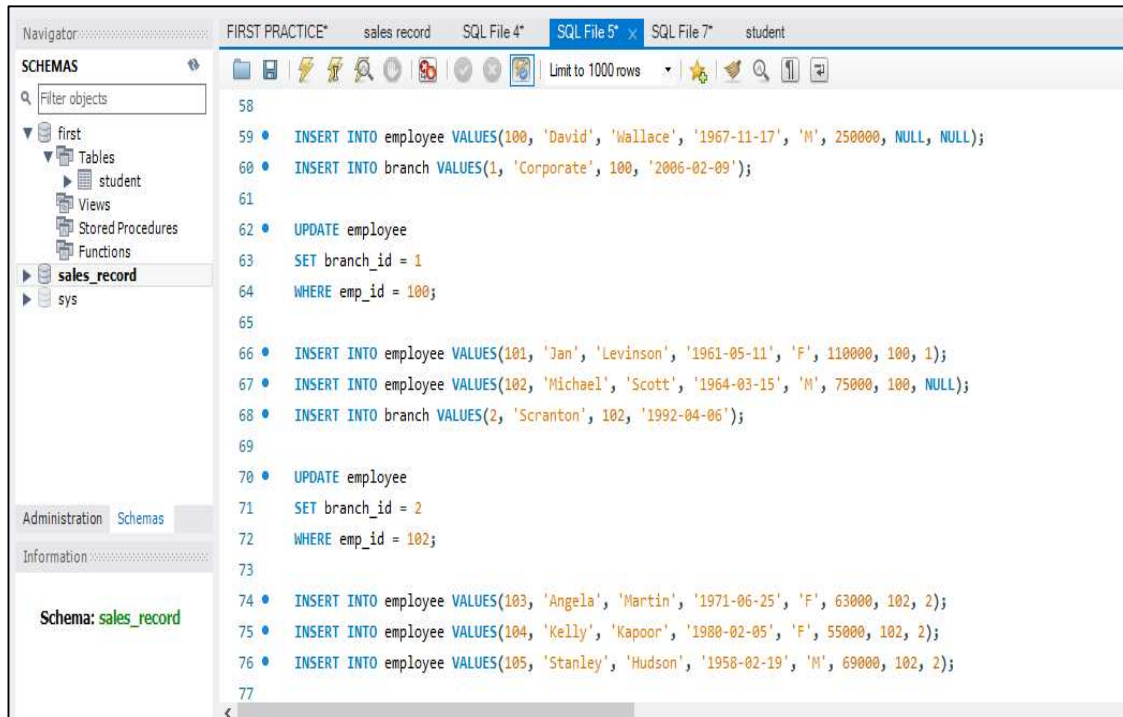 Navigator
SCHEMAS
Filter objects
first
Tables
student
Views
Stored Procedures
Functions
sales_record
sys
Administration Schemas
Information
Schema: sales_record
FIRST PRACTICE* sales record SQL File 4* SQL File 5* SQL File 7* student
Limit to 1000 rows
58
59 INSERT INTO employee VALUES(100, 'David', 'Wallace', '1967-11-17', 'M', 250000, NULL, NULL);
60 INSERT INTO branch VALUES(1, 'Corporate', 100, '2006-02-09');
61
62 UPDATE employee
63 SET branch_id = 1
64 WHERE emp_id = 100;
65
66 INSERT INTO employee VALUES(101, 'Jan', 'Levinson', '1961-05-11', 'F', 110000, 100, 1);
67 INSERT INTO employee VALUES(102, 'Michael', 'Scott', '1964-03-15', 'M', 75000, 100, NULL);
68 INSERT INTO branch VALUES(2, 'Scranton', 102, '1992-04-06');
69
70 UPDATE employee
71 SET branch_id = 2
72 WHERE emp_id = 102;
73
74 INSERT INTO employee VALUES(103, 'Angela', 'Martin', '1971-06-25', 'F', 63000, 102, 2);
75 INSERT INTO employee VALUES(104, 'Kelly', 'Kapoor', '1980-02-05', 'F', 55000, 102, 2);
76 INSERT INTO employee VALUES(105, 'Stanley', 'Hudson', '1958-02-19', 'M', 69000, 102, 2);
77